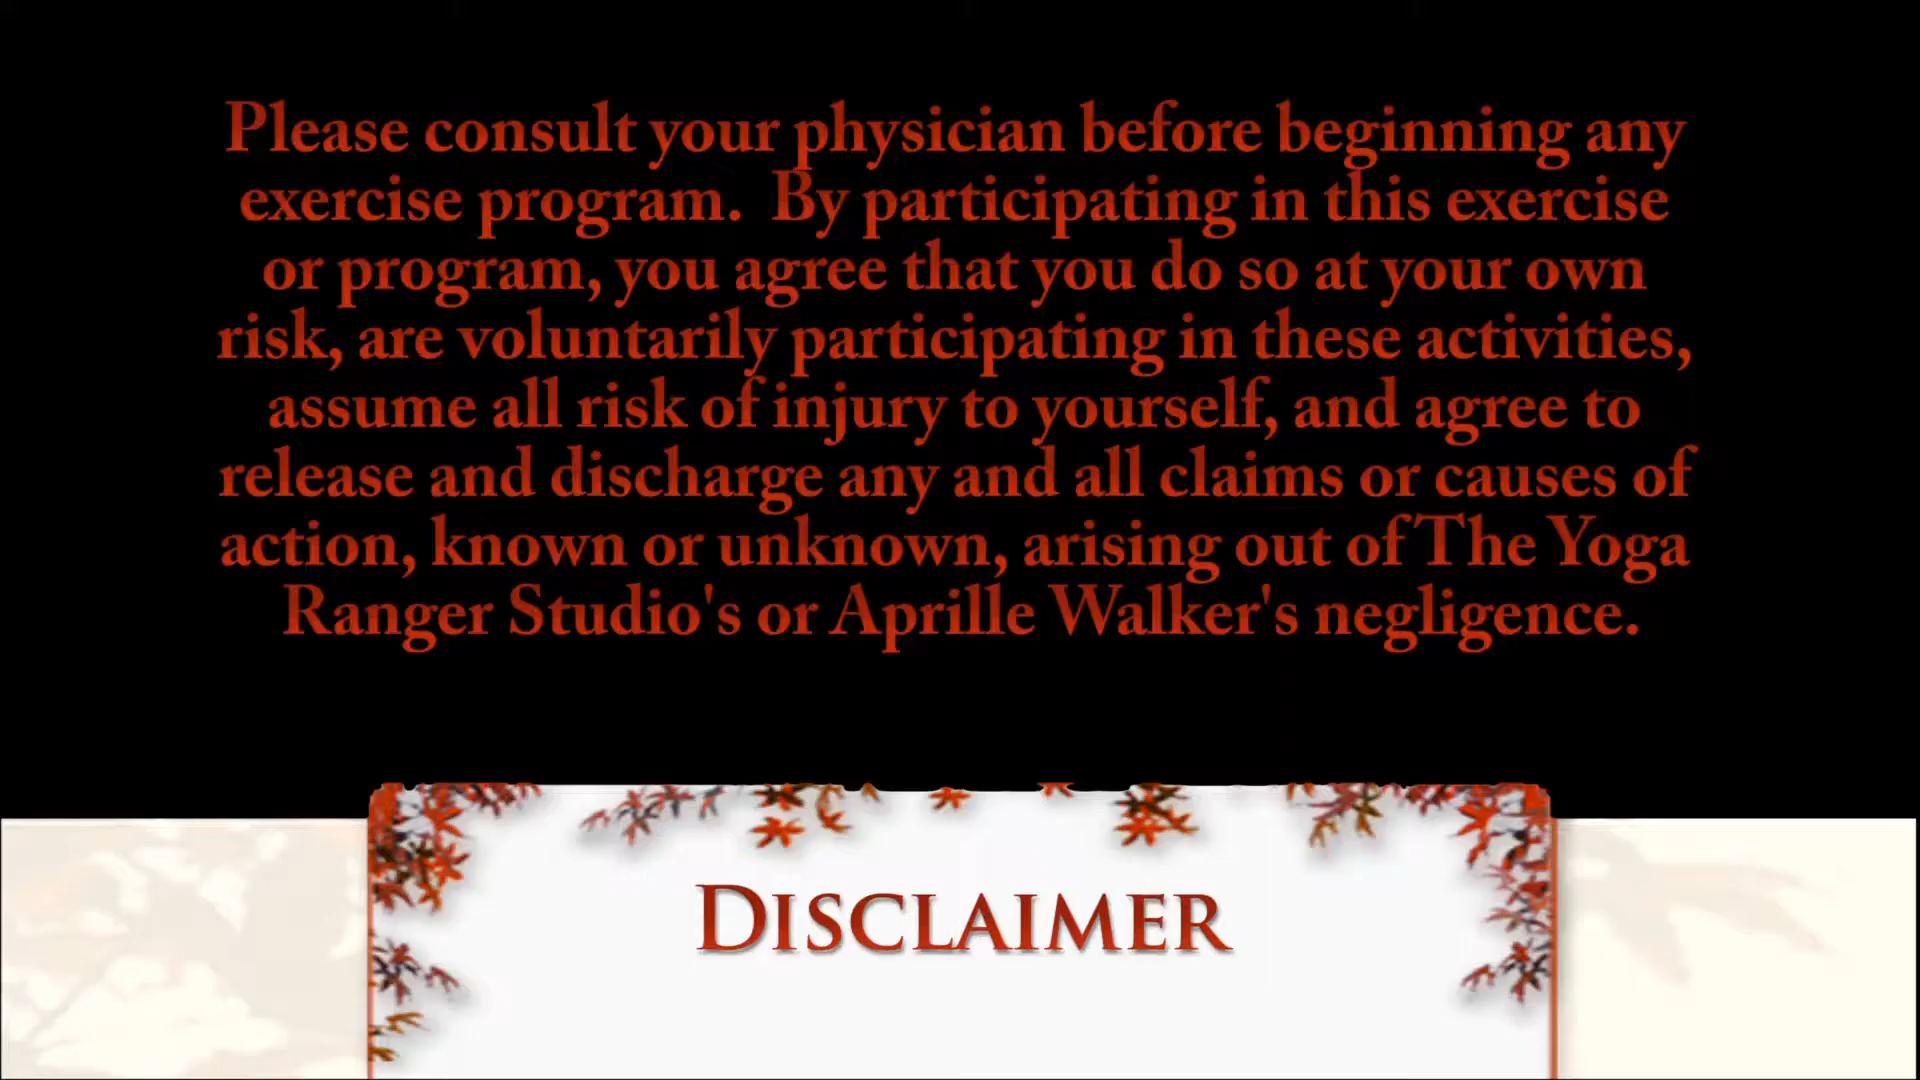 Please consult your physician before beginning any
exercise program.  By participating in this exercise
or program, you agree that you do so at your own
risk, are voluntarily participating in these activities,
assume all risk of injury to yourself, and agree to
release and discharge any and all claims or causes of
action, known or unknown, arising out of The Yoga
Ranger Studio's or Aprille Walker's negligence.
DISCLAIMER